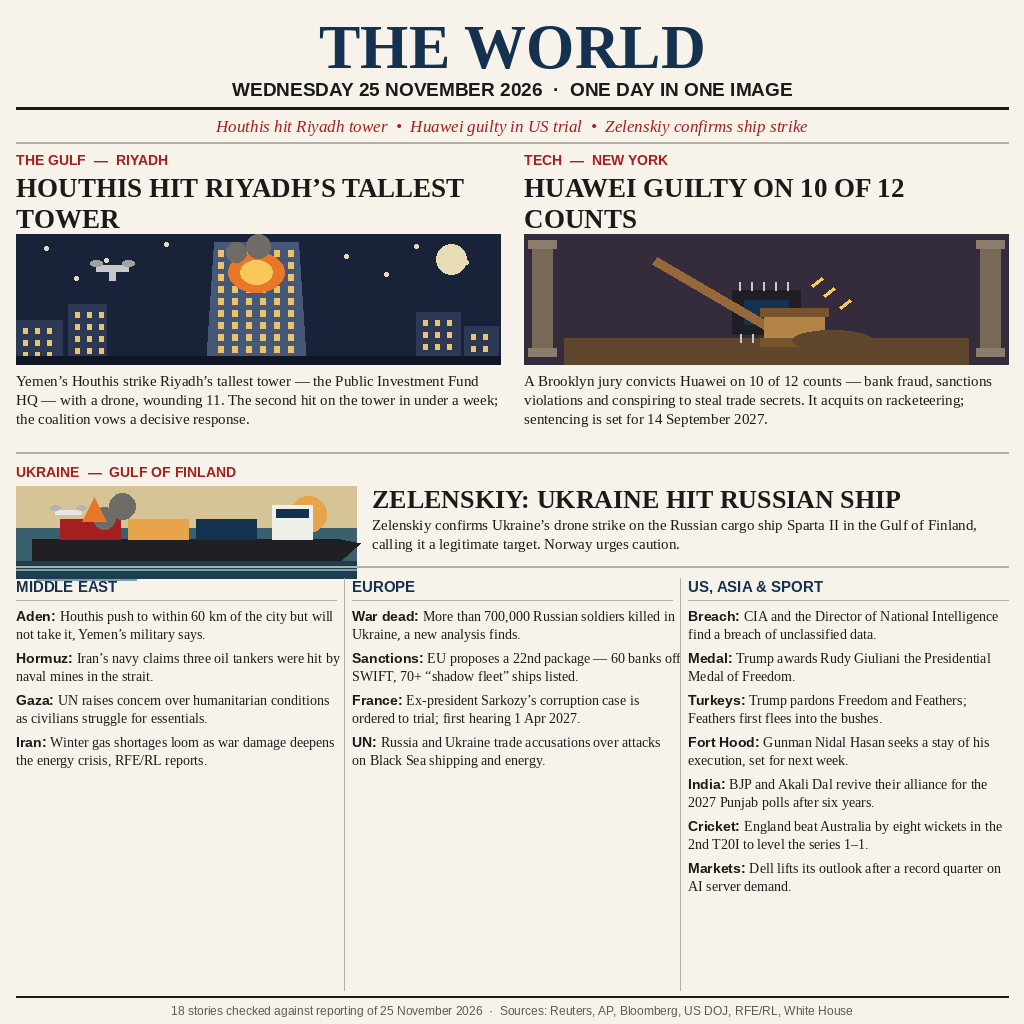 THE WORLD
WEDNESDAY 25 NOVEMBER 2026 · ONE DAY IN ONE IMAGE
Houthis hit Riyadh tower • Huawei guilty in US trial • Zelenskiy confirms ship strike
THE GULF — RIYADH
HOUTHIS HIT RIYADH’S TALLEST
TOWER
Yemen’s Houthis strike Riyadh’s tallest tower — the Public Investment Fund
HQ — with a drone, wounding 11. The second hit on the tower in under a week;
the coalition vows a decisive response.
TECH — NEW YORK
HUAWEI GUILTY ON 10 OF 12
COUNTS
A Brooklyn jury convicts Huawei on 10 of 12 counts — bank fraud, sanctions
violations and conspiring to steal trade secrets. It acquits on racketeering;
sentencing is set for 14 September 2027.
UKRAINE — GULF OF FINLAND
ZELENSKIY: UKRAINE HIT RUSSIAN SHIP
Zelenskiy confirms Ukraine’s drone strike on the Russian cargo ship Sparta II in the Gulf of Finland,
calling it a legitimate target. Norway urges caution.
MIDDLE EAST
Aden: Houthis push to within 60 km of the city but will
not take it, Yemen’s military says.
Hormuz: Iran’s navy claims three oil tankers were hit by
naval mines in the strait.
Gaza: UN raises concern over humanitarian conditions
as civilians struggle for essentials.
Iran: Winter gas shortages loom as war damage deepens
the energy crisis, RFE/RL reports.
EUROPE
War dead: More than 700,000 Russian soldiers killed in
Ukraine, a new analysis finds.
Sanctions: EU proposes a 22nd package — 60 banks off
SWIFT, 70+ “shadow fleet” ships listed.
France: Ex-president Sarkozy’s corruption case is
ordered to trial; first hearing 1 Apr 2027.
UN: Russia and Ukraine trade accusations over attacks
on Black Sea shipping and energy.
US, ASIA & SPORT
Breach: CIA and the Director of National Intelligence
find a breach of unclassified data.
Medal: Trump awards Rudy Giuliani the Presidential
Medal of Freedom.
Turkeys: Trump pardons Freedom and Feathers;
Feathers first flees into the bushes.
Fort Hood: Gunman Nidal Hasan seeks a stay of his
execution, set for next week.
India: BJP and Akali Dal revive their alliance for the
2027 Punjab polls after six years.
Cricket: England beat Australia by eight wickets in the
2nd T20I to level the series 1–1.
Markets: Dell lifts its outlook after a record quarter on
AI server demand.
18 stories checked against reporting of 25 November 2026 · Sources: Reuters, AP, Bloomberg, US DOJ, RFE/RL, White House